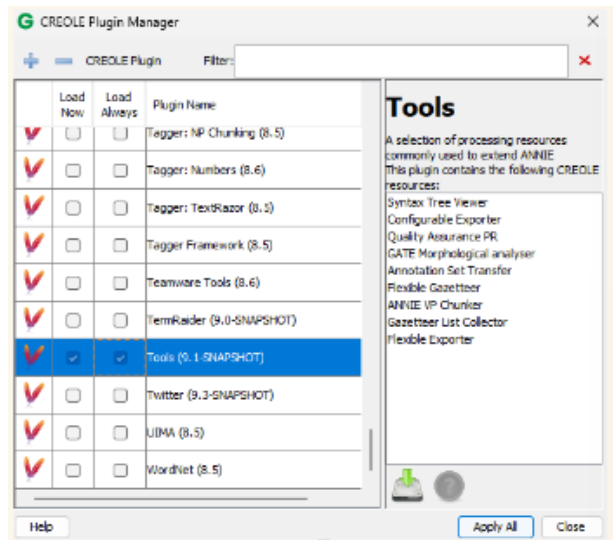 CREOLE Plugin Manager
CREOLE Plugin Filter:
Load Now Load Always Plugin Name
Tagger: NP Chunking (8.5)
Tagger: Numbers (8.6)
Tagger: TextRazor (8.5)
Tagger Framework (8.5)
Teamware Tools (8.6)
TermRaider (9.0-SNAPSHOT)
Tools (9.1-SNAPSHOT)
Twitter (9.3-SNAPSHOT)
UIMA (8.5)
WordNet (8.5)
Tools
A selection of processing resources
commonly used to extend ANNIE
This plugin contains the following CREOLE
resources:
Syntax Tree Viewer
Configurable Exporter
Quality Assurance PR
GATE Morphological analyser
Annotation Set Transfer
Flexible Gazetteer
ANNIE VP Chunker
Gazetteer List Collector
Flexible Exporter
Help Apply All Close